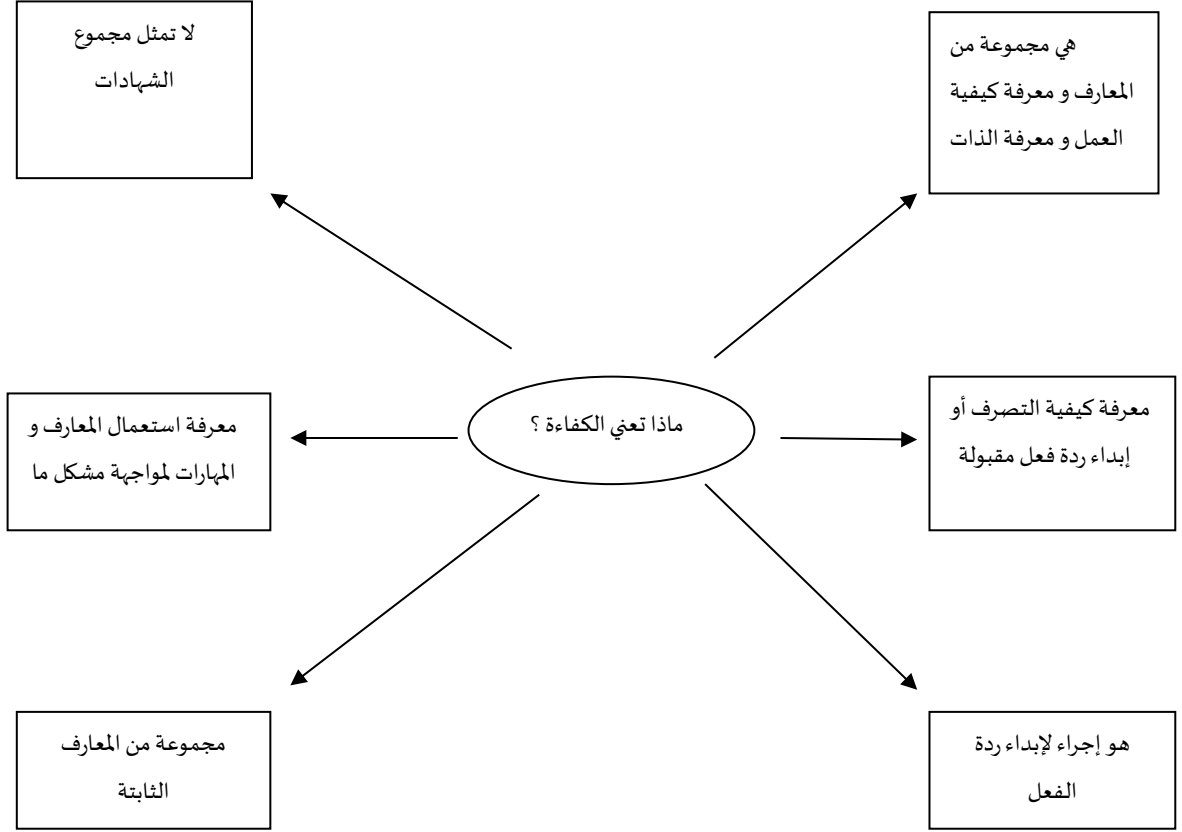 هي مجموعة من
المعارف و معرفة كيفية
العمل و معرفة الذات
لا تمثل مجموع
الشهادات
معرفة كيفية التصرف أو
إبداء ردة فعل مقبولة
ماذا تعني الكفاءة ؟
معرفة استعمال المعارف و
المهارات لمواجهة مشكل ما
هو إجراء لإبداء ردة
الفعل
مجموعة من المعارف
الثابتة